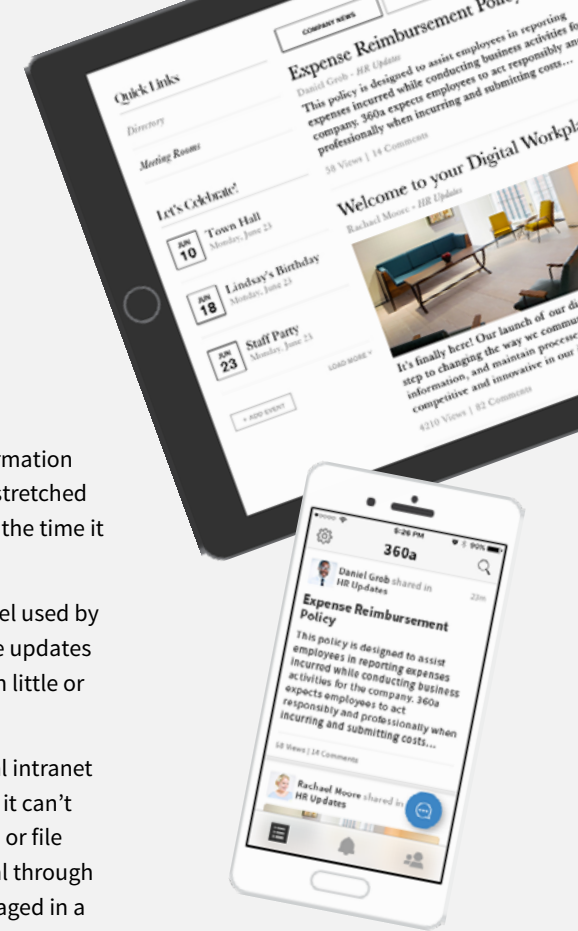 COMPANY NEWS
Quick Links
Directory
Meeting Rooms
Let's Celebrate!
JUN
10
Town Hall
Monday, June 23
JUN
18
Lindsay's Birthday
Monday, June 23
JUN
23
Staff Party
Monday, June 23
LOAD MORE
+ ADD EVENT
Expense Reimbursement Policy
Daniel Grob - HR Updates
This policy is designed to assist employees in reporting
expenses incurred while conducting business activities fo
company. 360a expects employees to act responsibly an
professionally when incurring and submitting costs...
58 Views | 14 Comments
Welcome to your Digital Workpla
Rachael Moore - HR Updates
It's finally here! Our launch of our di
step to changing the way we commu
information, and maintain processe
competitive and innovative in our
4210 Views | 82 Comments
rmation
stretched
the time it
el used by
e updates
n little or
l intranet
it can't
or file
al through
aged in a
5:26 PM
90%
360a
Daniel Grob shared in
HR Updates
23m
Expense Reimbursement
Policy
This policy is designed to assist
employees in reporting expenses
incurred while conducting business
activities for the company. 360a
expects employees to act
responsibly and professionally when
incurring and submitting costs...
58 Views | 14 Comments
Rachael Moore shared in
HR Updates